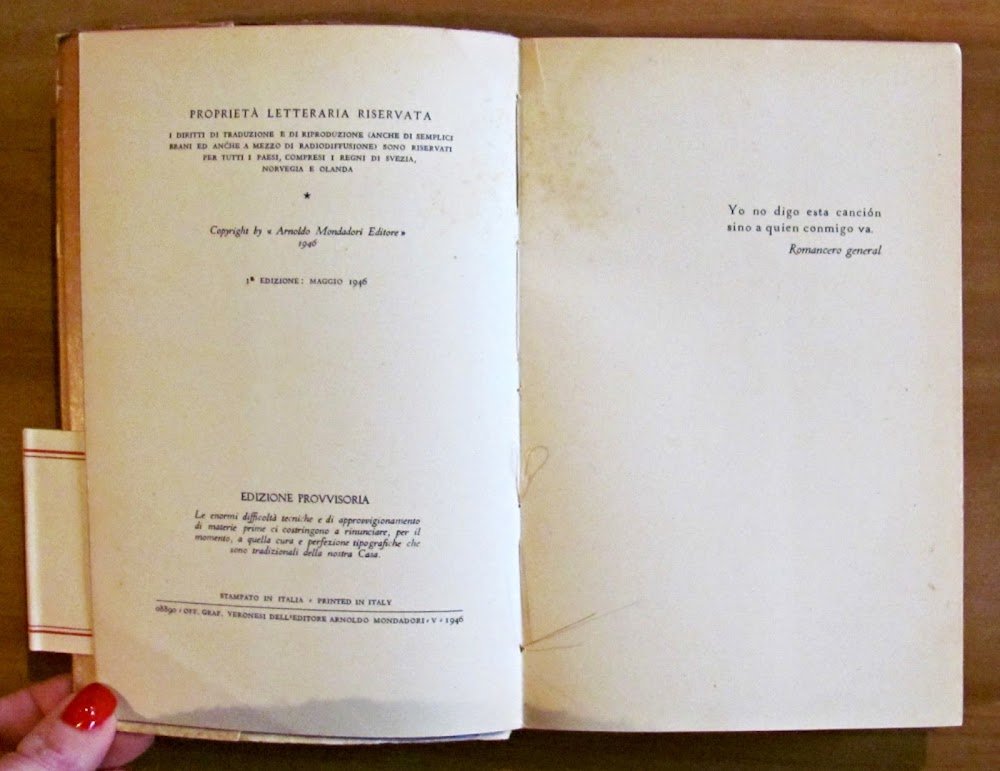 PROPRIETÀ LETTERARIA RISERVATA
I DIRITTI DI TRADUZIONE E DI RIPRODUZIONE (ANCHE DI SEMPLICI
BRANI ED ANCHE A MEZZO DI RADIODIFFUSIONE) SONO RISERVATI
PER TUTTI I PAESI, COMPRESI I REGNI DI SVEZIA,
NORVEGIA E OLANDA
★
Copyright by « Arnoldo Mondadori Editore »
1946
1ª EDIZIONE: MAGGIO 1946
EDIZIONE PROVVISORIA
Le enormi difficoltà tecniche e di approvvigionamento
di materie prime ci costringono a rinunciare, per il
momento, a quella cura e perfezione tipografiche che
sono tradizionali della nostra Casa.
STAMPATO IN ITALIA - PRINTED IN ITALY
08890 - OFF. GRAF. VERONESI DELL'EDITORE ARNOLDO MONDADORI - V - 1946
Yo no digo esta canción
sino a quien conmigo va.
Romancero general